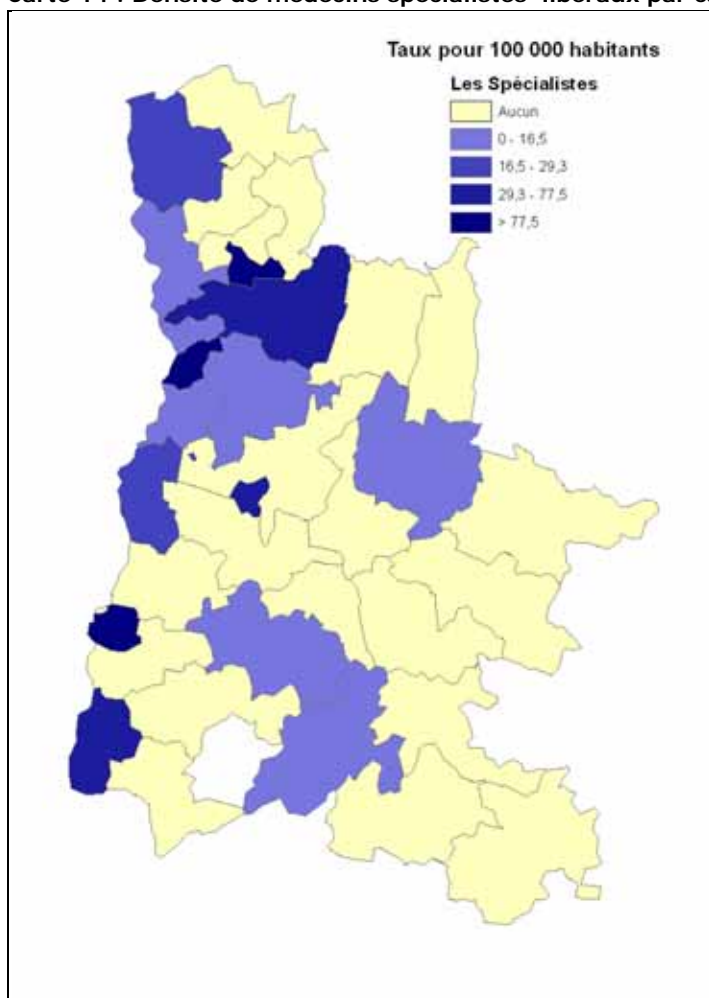 Taux pour 100 000 habitants
Les Spécialistes
Aucun
0 - 16,5
16,5 - 29,3
29,3 - 77,5
> 77,5